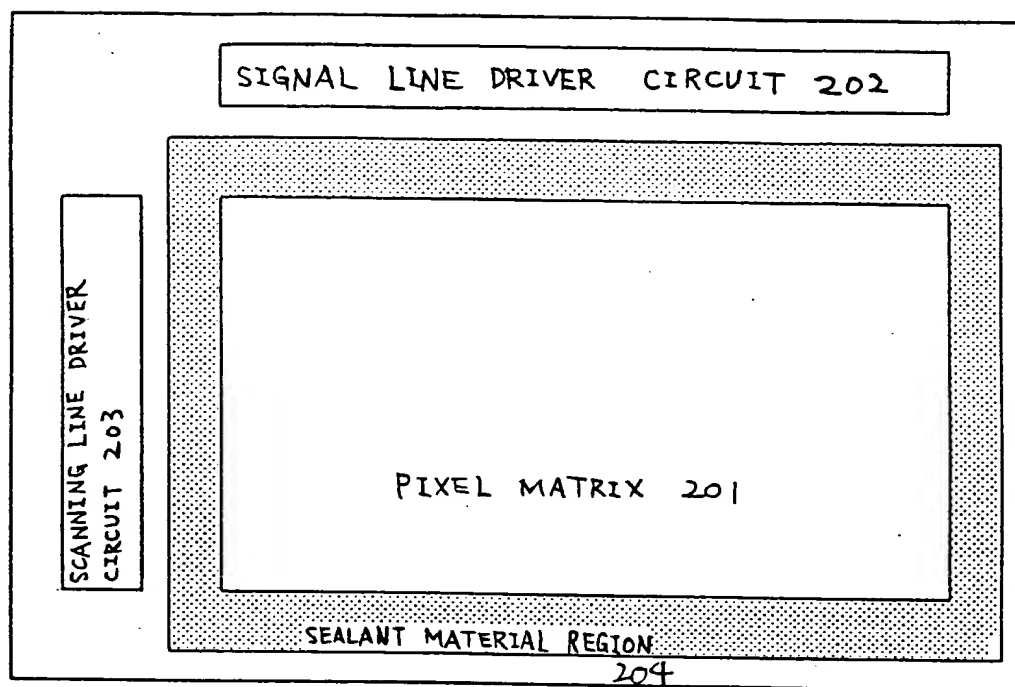 SIGNAL LINE DRIVER CIRCUIT 202
SCANNING LINE DRIVER
CIRCUIT 203
PIXEL MATRIX 201
SEALANT MATERIAL REGION
204